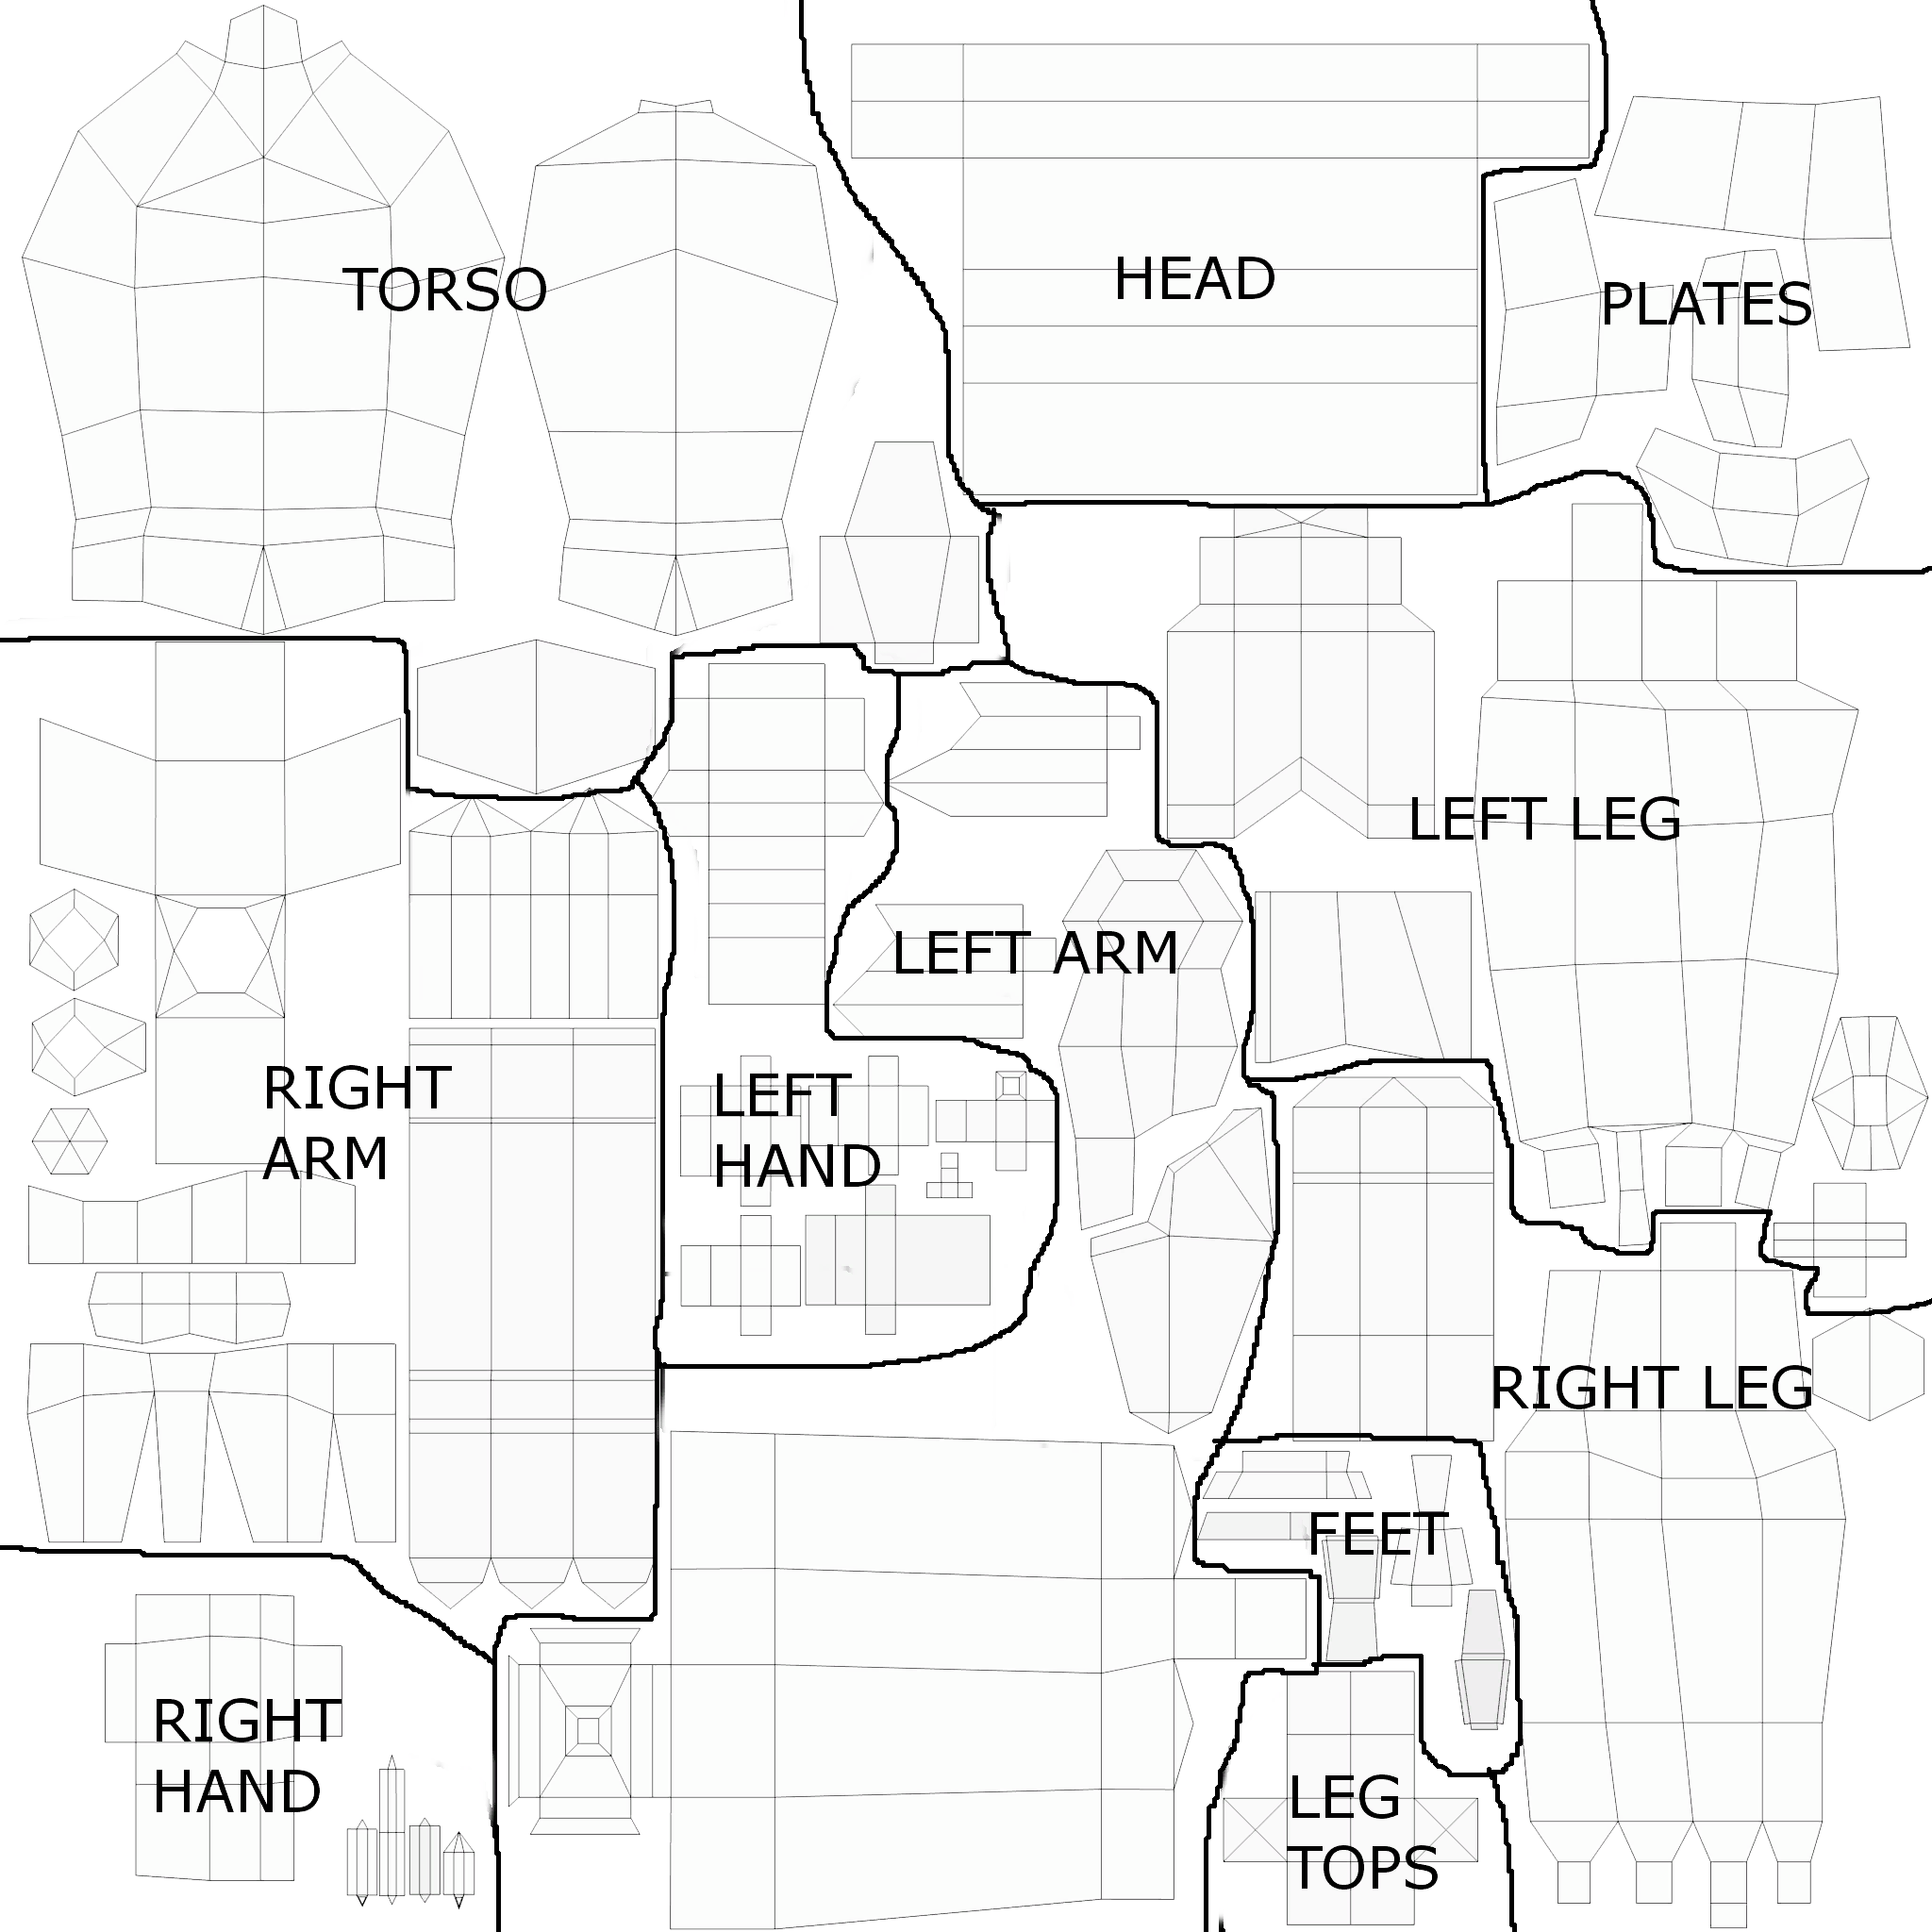 TORSO
HEAD
PLATES
LEFT LEG
LEFT ARM
RIGHT
ARM
LEFT
HAND
RIGHT LEG
FEET
RIGHT
HAND
LEG
TOPS